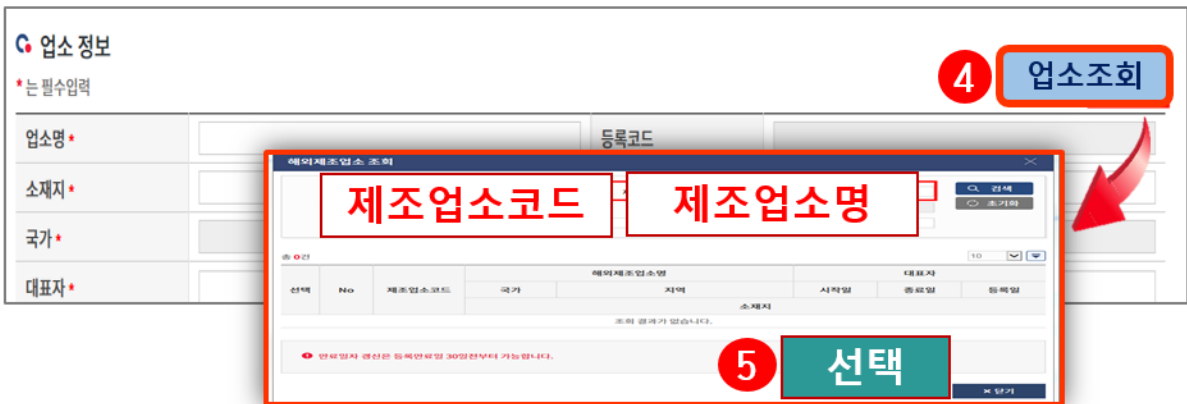 업소 정보
* 는 필수입력
4 업소조회
업소명 *
등록코드
소재지 *
국가 *
대표자 *
해외제조업소 조회
제조업소코드
제조업소명
검색
초기화
총 0건
10
선택 No 제조업소코드 해외제조업소명 대표자
국가 지역 시작일 종료일 등록일
소재지
조회 결과가 없습니다.
만료일자 갱신은 등록만료일 30일전부터 가능합니다.
5 선택
× 닫기